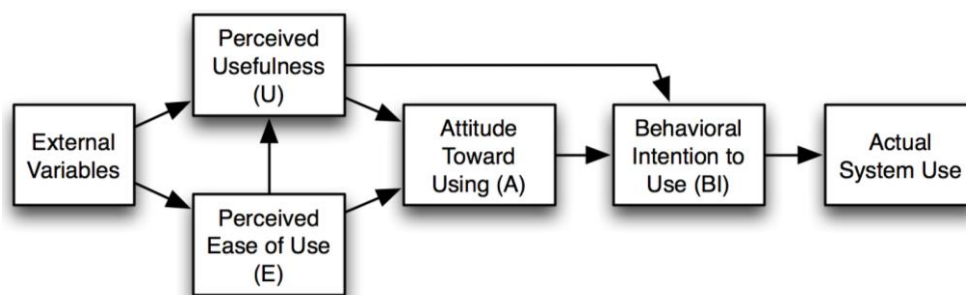 External
Variables
Perceived
Usefulness
(U)
Perceived
Ease of Use
(E)
Attitude
Toward
Using (A)
Behavioral
Intention to
Use (BI)
Actual
System Use